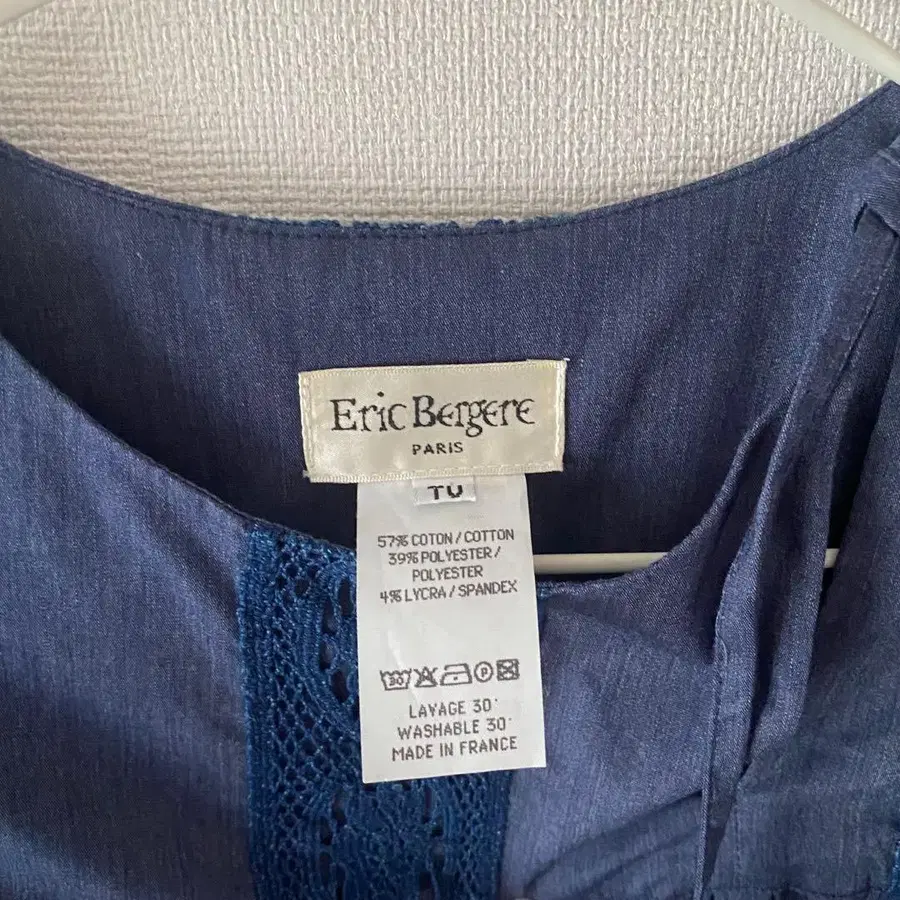 Eric Bergere
PARIS
TU
57% COTON / COTTON
39% POLYESTER /
POLYESTER
4% LYCRA / SPANDEX
30 P
LAVAGE 30°
WASHABLE 30°
MADE IN FRANCE